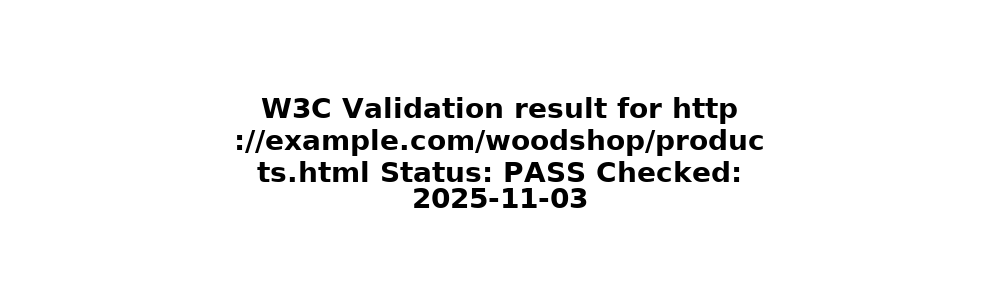 W3C Validation result for http
://example.com/woodshop/produc
ts.html Status: PASS Checked:
2025-11-03